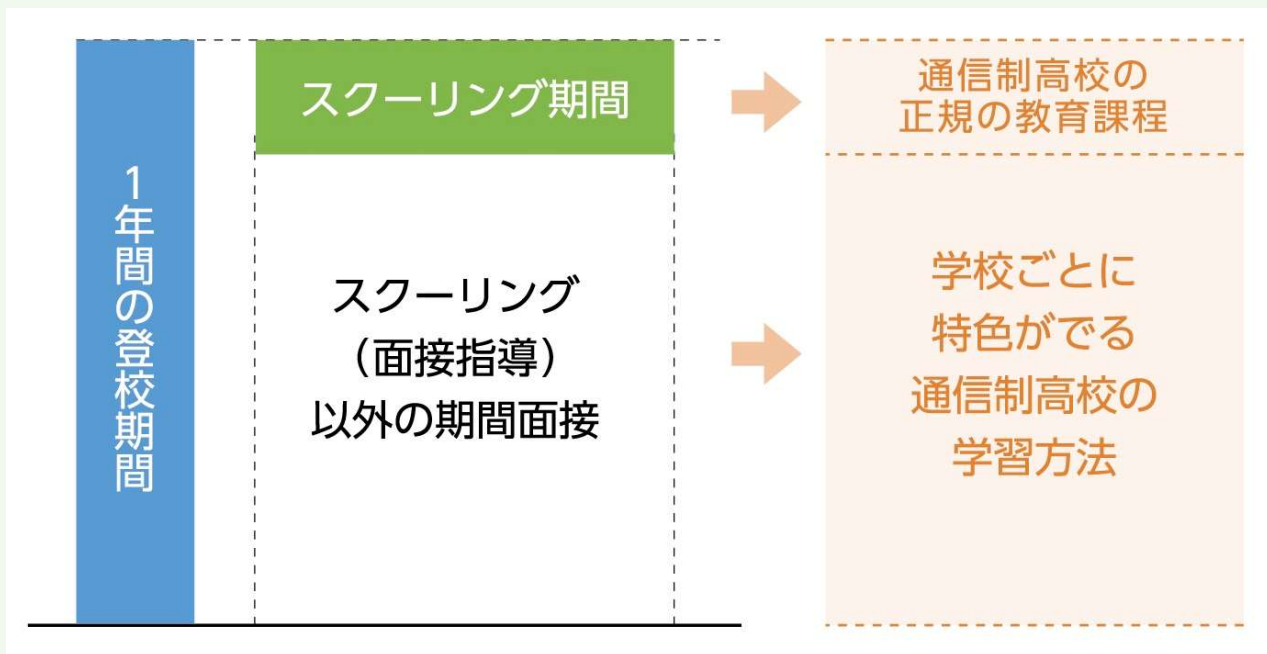 1年間の登校期間
スクーリング期間
通信制高校の
正規の教育課程
スクーリング
（面接指導）
以外の期間面接
学校ごとに
特色がでる
通信制高校の
学習方法